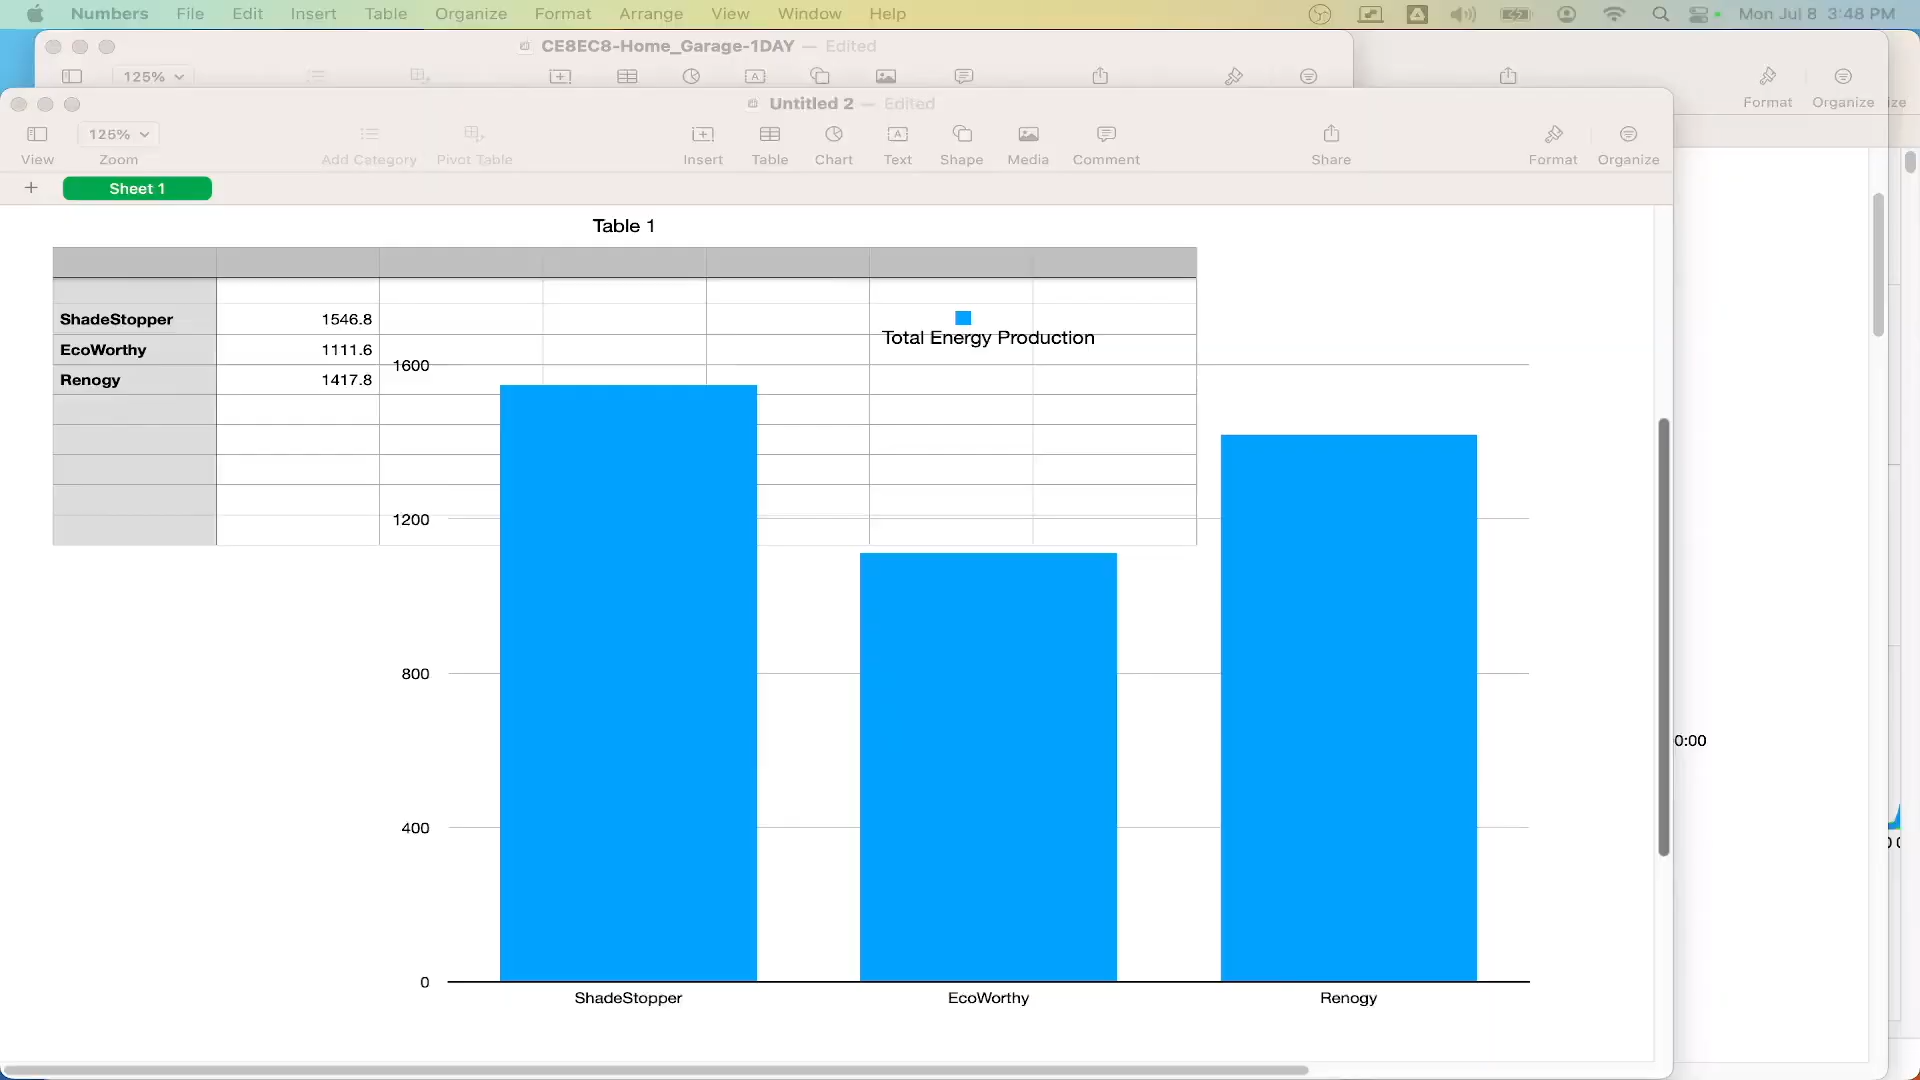 Numbers File Edit Insert Table Organize Format Arrange View Window Help Mon Jul 8 3:48 PM
CE8EC8-Home_Garage-1DAY — Edited
125%
Format Organize ize
Untitled 2 — Edited
125%
View Zoom Add Category Pivot Table Insert Table Chart Text Shape Media Comment Share Format Organize
+ Sheet 1
Table 1
ShadeStopper 1546.8
EcoWorthy 1111.6
Renogy 1417.8
Total Energy Production
1600
1200
800
400
0
ShadeStopper EcoWorthy Renogy
0:00